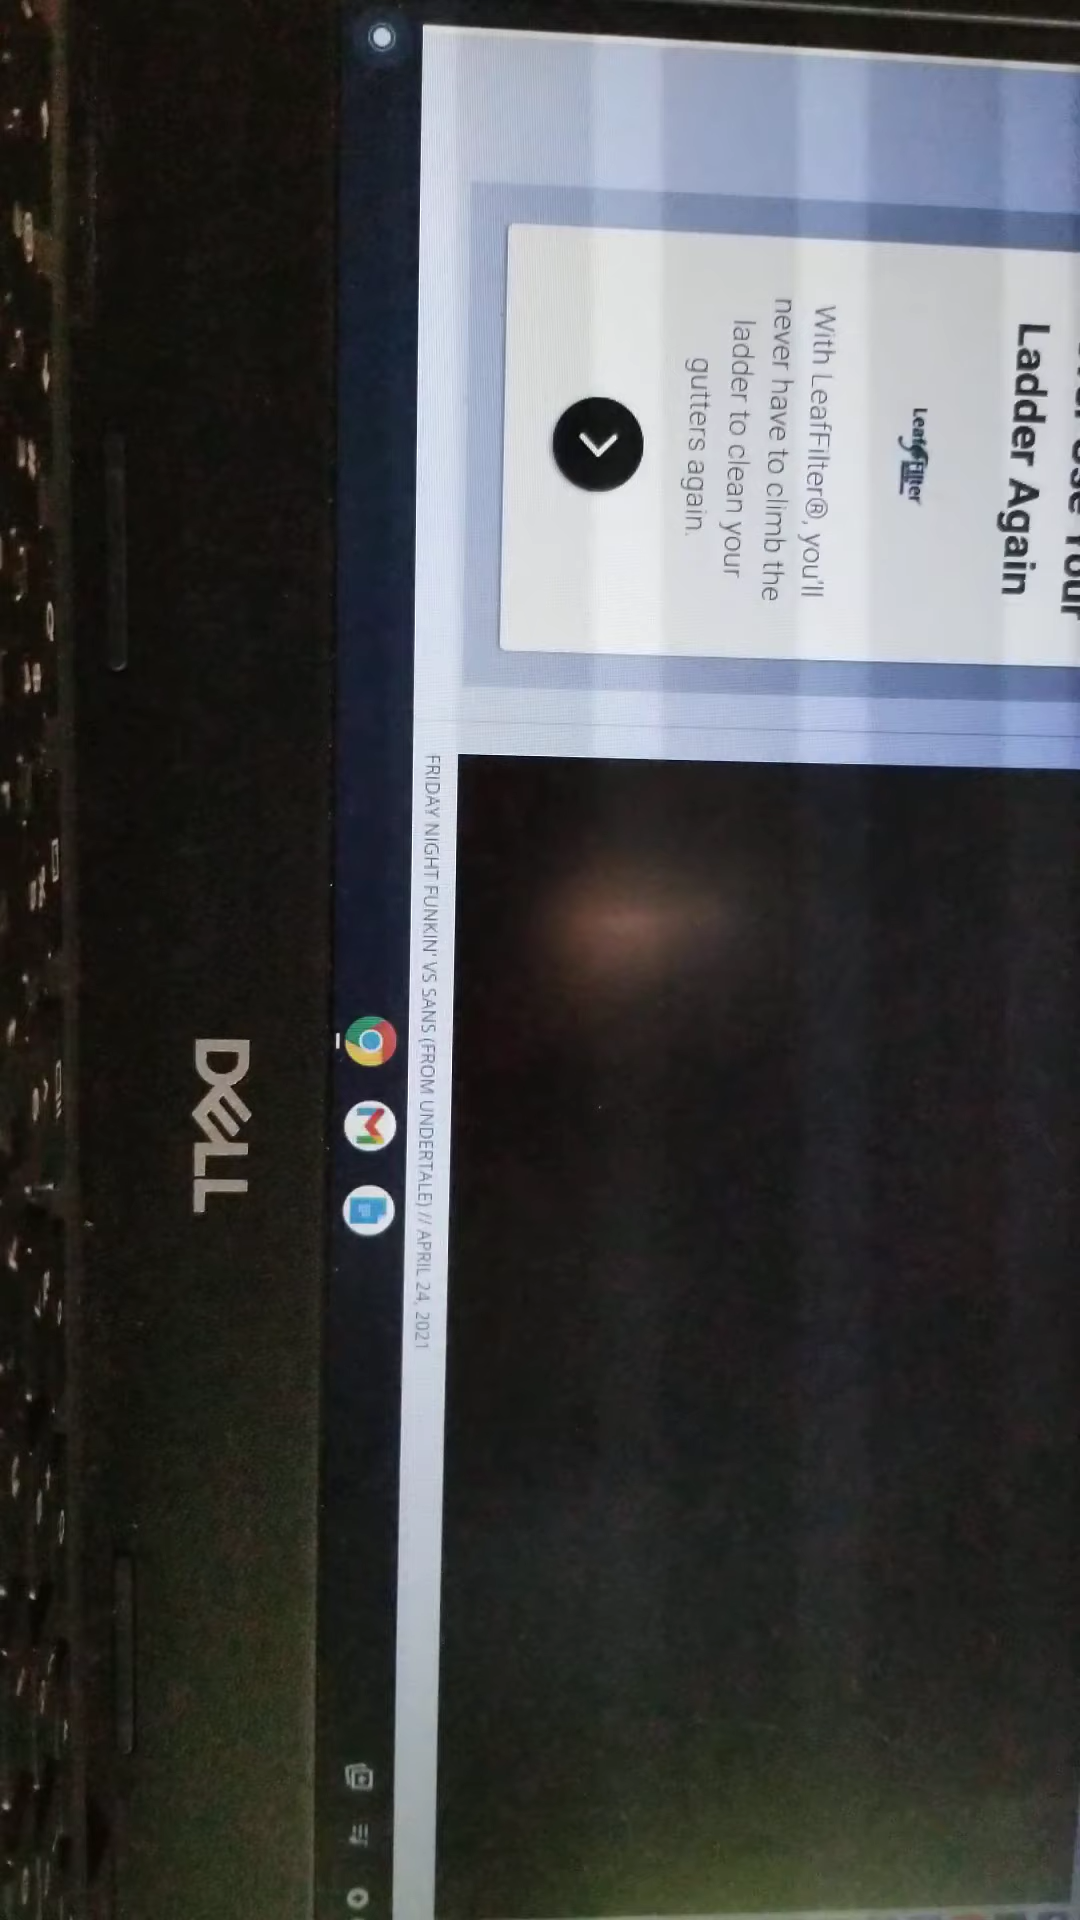 Ladder Again
LeafFilter
With LeafFilter®, you'll
never have to climb the
ladder to clean your
gutters again.
FRIDAY NIGHT FUNKIN' VS SANS (FROM UNDERTALE) // APRIL 24, 2021
DELL